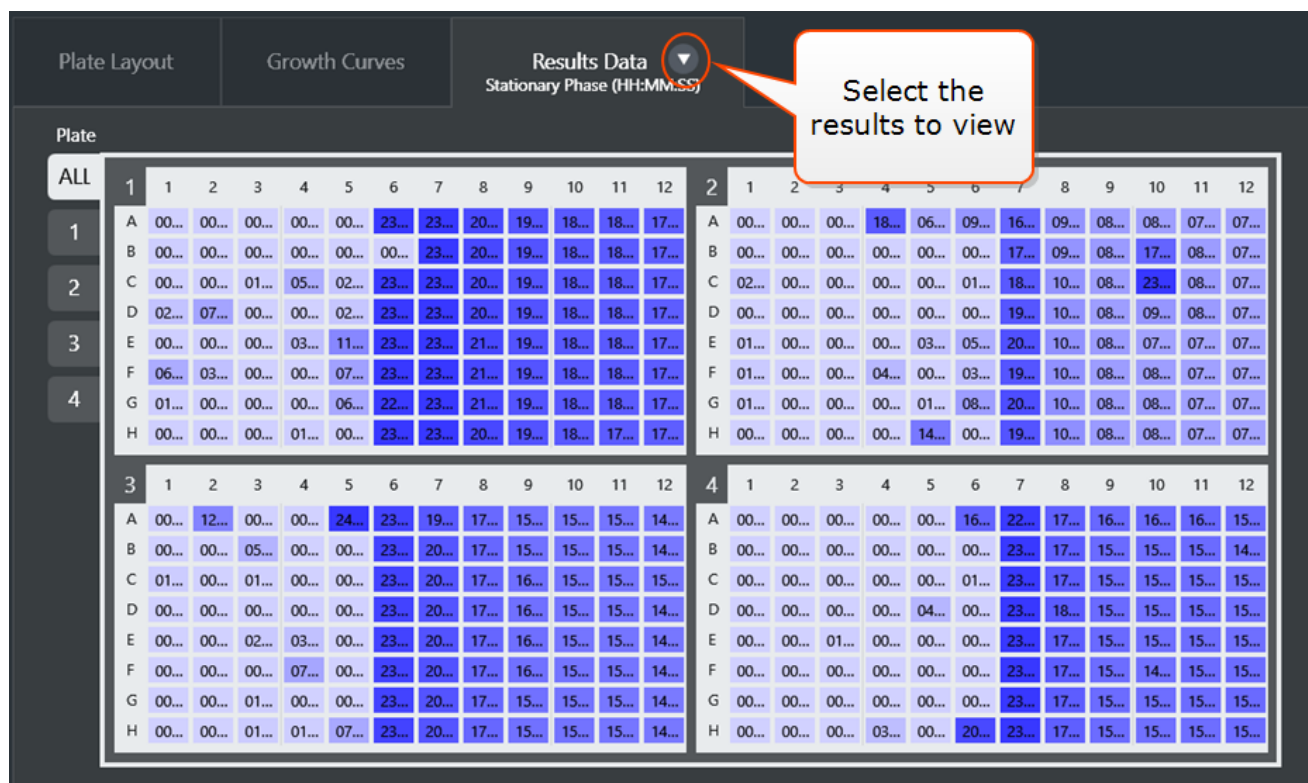 Plate Layout
Growth Curves
Results Data
Stationary Phase (HH:MM:SS)
Select the
results to view
Plate
ALL
1
2
3
4
1 1 2 3 4 5 6 7 8 9 10 11 12
A 00... 00... 00... 00... 00... 23... 23... 20... 19... 18... 18... 17...
B 00... 00... 00... 00... 00... 00... 23... 20... 19... 18... 18... 17...
C 00... 00... 01... 05... 02... 23... 23... 20... 19... 18... 18... 17...
D 02... 07... 00... 00... 02... 23... 23... 20... 19... 18... 18... 17...
E 00... 00... 00... 03... 11... 23... 23... 21... 19... 18... 18... 17...
F 06... 03... 00... 00... 07... 23... 23... 21... 19... 18... 18... 17...
G 01... 00... 00... 00... 06... 22... 23... 21... 19... 18... 18... 17...
H 00... 00... 00... 01... 00... 23... 23... 20... 19... 18... 17... 17...
2 1 2 3 4 5 6 7 8 9 10 11 12
A 00... 00... 00... 18... 06... 09... 16... 09... 08... 08... 07... 07...
B 00... 00... 00... 00... 00... 00... 17... 09... 08... 17... 08... 07...
C 02... 00... 00... 00... 00... 01... 18... 10... 08... 23... 08... 07...
D 00... 00... 00... 00... 00... 00... 19... 10... 08... 09... 08... 07...
E 01... 00... 00... 00... 03... 05... 20... 10... 08... 07... 07... 07...
F 01... 00... 00... 04... 00... 03... 19... 10... 08... 08... 07... 07...
G 01... 00... 00... 00... 01... 08... 20... 10... 08... 08... 07... 07...
H 00... 00... 00... 00... 14... 00... 19... 10... 08... 08... 07... 07...
3 1 2 3 4 5 6 7 8 9 10 11 12
A 00... 12... 00... 00... 24... 23... 19... 17... 15... 15... 15... 14...
B 00... 00... 05... 00... 00... 23... 20... 17... 15... 15... 15... 14...
C 01... 00... 01... 00... 00... 23... 20... 17... 16... 15... 15... 15...
D 00... 00... 00... 00... 00... 23... 20... 17... 16... 15... 15... 14...
E 00... 00... 02... 03... 00... 23... 20... 17... 16... 15... 15... 14...
F 00... 00... 00... 07... 00... 23... 20... 17... 16... 15... 15... 14...
G 00... 00... 01... 00... 00... 23... 20... 17... 15... 15... 15... 14...
H 00... 00... 01... 01... 07... 23... 20... 17... 15... 15... 15... 14...
4 1 2 3 4 5 6 7 8 9 10 11 12
A 00... 00... 00... 00... 00... 16... 22... 17... 16... 16... 16... 15...
B 00... 00... 00... 00... 00... 00... 23... 17... 15... 15... 15... 14...
C 00... 00... 00... 00... 00... 01... 23... 17... 15... 15... 15... 15...
D 00... 00... 00... 00... 04... 00... 23... 18... 15... 15... 15... 15...
E 00... 00... 01... 00... 00... 00... 23... 17... 15... 15... 15... 15...
F 00... 00... 00... 00... 00... 00... 23... 17... 15... 14... 15... 15...
G 00... 00... 00... 00... 00... 00... 23... 17... 15... 15... 15... 15...
H 00... 00... 00... 03... 00... 20... 23... 17... 15... 15... 15... 15...